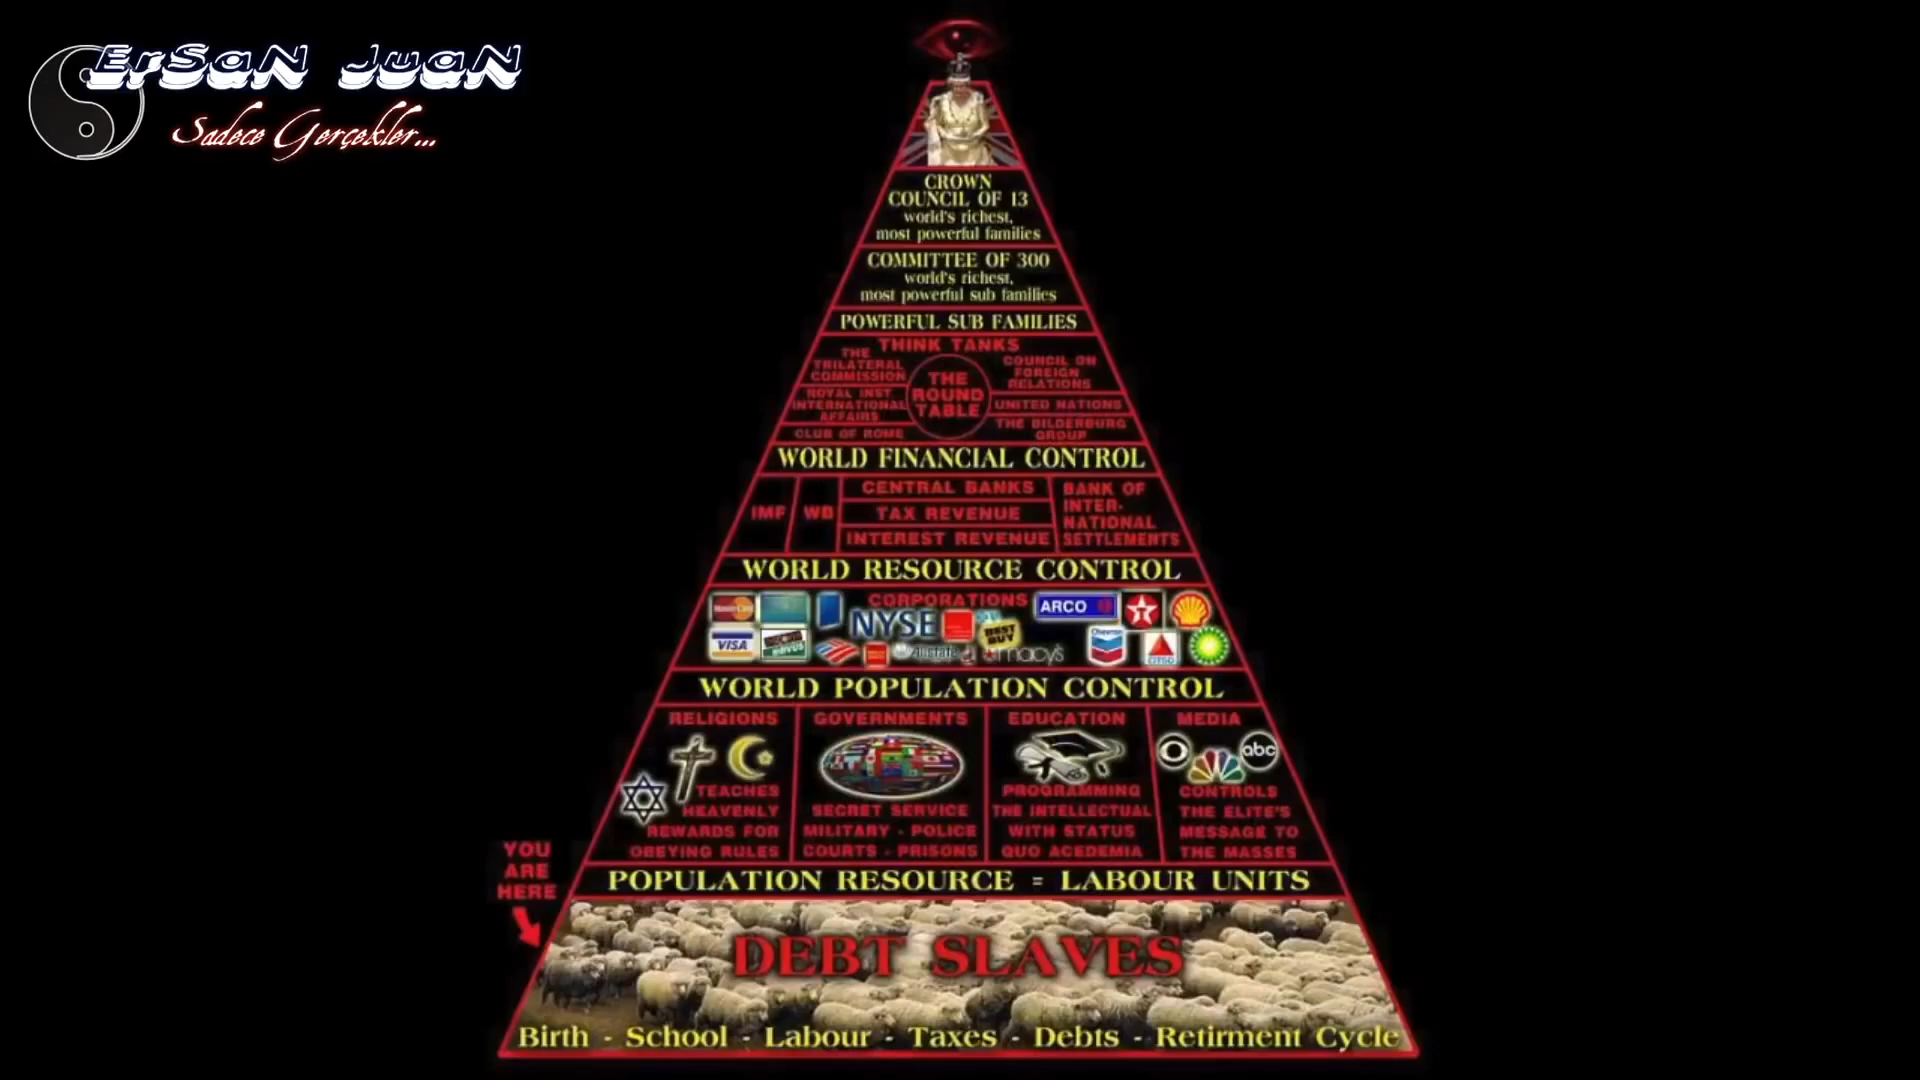 ErSaN JuaN
Sadece Gerçekler...
CROWN
COUNCIL OF 13
world's richest,
most powerful families
COMMITTEE OF 300
world's richest,
most powerful sub families
POWERFUL SUB FAMILIES
THINK TANKS
THE
TRILATERAL
COMMISSION
ROYAL INST
INTERNATIONAL
AFFAIRS
CLUB OF ROME
THE
ROUND
TABLE
COUNCIL ON
FOREIGN
RELATIONS
UNITED NATIONS
THE BILDERBURG
GROUP
WORLD FINANCIAL CONTROL
IMF
WB
CENTRAL BANKS
TAX REVENUE
INTEREST REVENUE
BANK OF
INTER-
NATIONAL
SETTLEMENTS
WORLD RESOURCE CONTROL
CORPORATIONS
MasterCard
VISA
NYSE
BEST
BUY
Allstate
macy's
ARCO
Chevron
CITGO
WORLD POPULATION CONTROL
RELIGIONS
TEACHES
HEAVENLY
REWARDS FOR
OBEYING RULES
GOVERNMENTS
SECRET SERVICE
MILITARY - POLICE
COURTS - PRISONS
EDUCATION
PROGRAMMING
THE INTELLECTUAL
WITH STATUS
QUO ACEDEMIA
MEDIA
abc
CONTROLS
THE ELITE'S
MESSAGE TO
THE MASSES
POPULATION RESOURCE = LABOUR UNITS
YOU
ARE
HERE
DEBT SLAVES
Birth - School - Labour - Taxes - Debts - Retirment Cycle